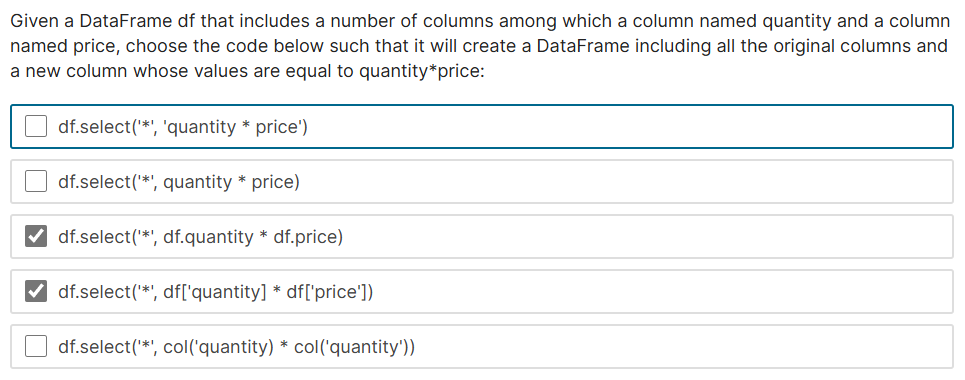 Given a DataFrame df that includes a number of columns among which a column named quantity and a column
named price, choose the code below such that it will create a DataFrame including all the original columns and
a new column whose values are equal to quantity*price:
df.select('*', 'quantity * price')
df.select('*', quantity * price)
df.select('*', df.quantity * df.price)
df.select('*', df['quantity] * df['price'])
df.select('*', col('quantity) * col('quantity'))